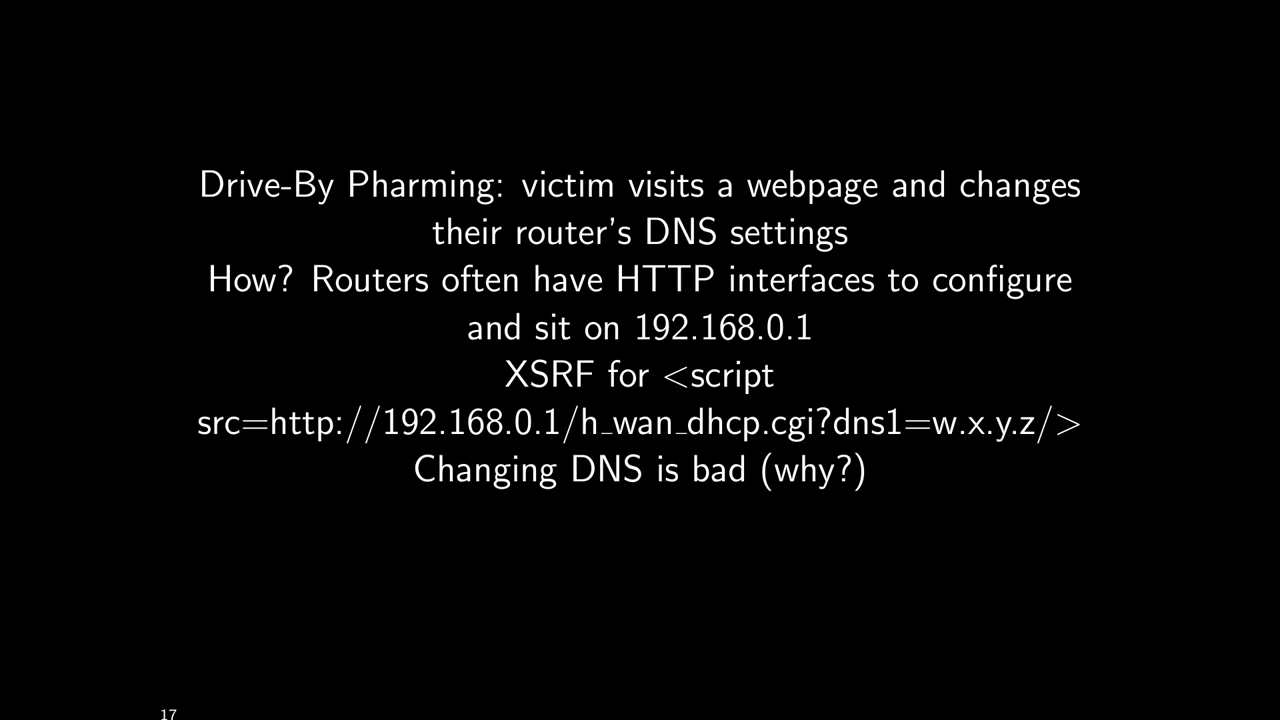 Drive-By Pharming: victim visits a webpage and changes
their router's DNS settings
How? Routers often have HTTP interfaces to configure
and sit on 192.168.0.1
XSRF for <script
src=http://192.168.0.1/h_wan_dhcp.cgi?dns1=w.x.y.z/>
Changing DNS is bad (why?)
17